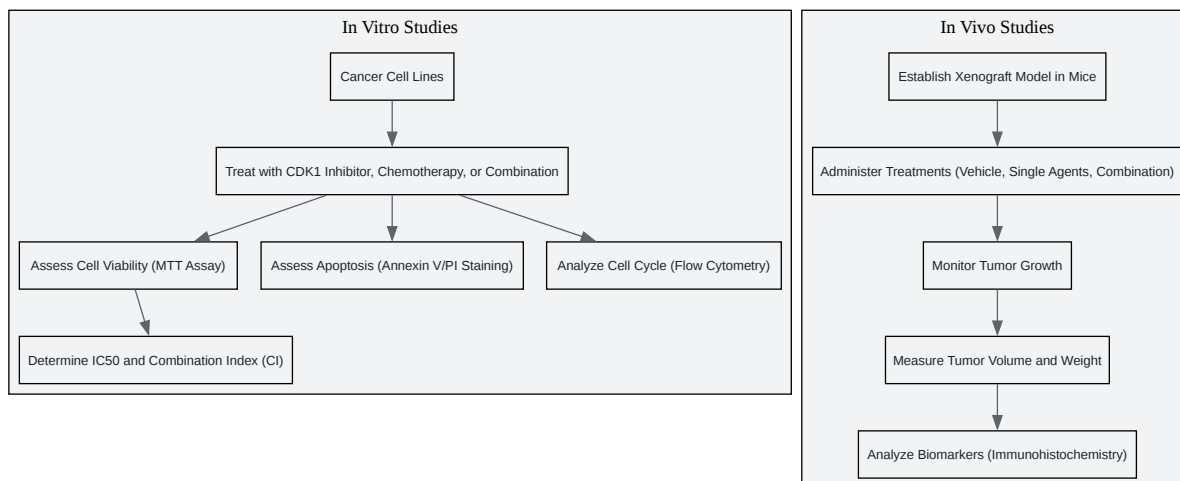 In Vitro Studies
Cancer Cell Lines
Treat with CDK1 Inhibitor, Chemotherapy, or Combination
Assess Cell Viability (MTT Assay)
Assess Apoptosis (Annexin V/PI Staining)
Analyze Cell Cycle (Flow Cytometry)
Determine IC50 and Combination Index (CI)
In Vivo Studies
Establish Xenograft Model in Mice
Administer Treatments (Vehicle, Single Agents, Combination)
Monitor Tumor Growth
Measure Tumor Volume and Weight
Analyze Biomarkers (Immunohistochemistry)